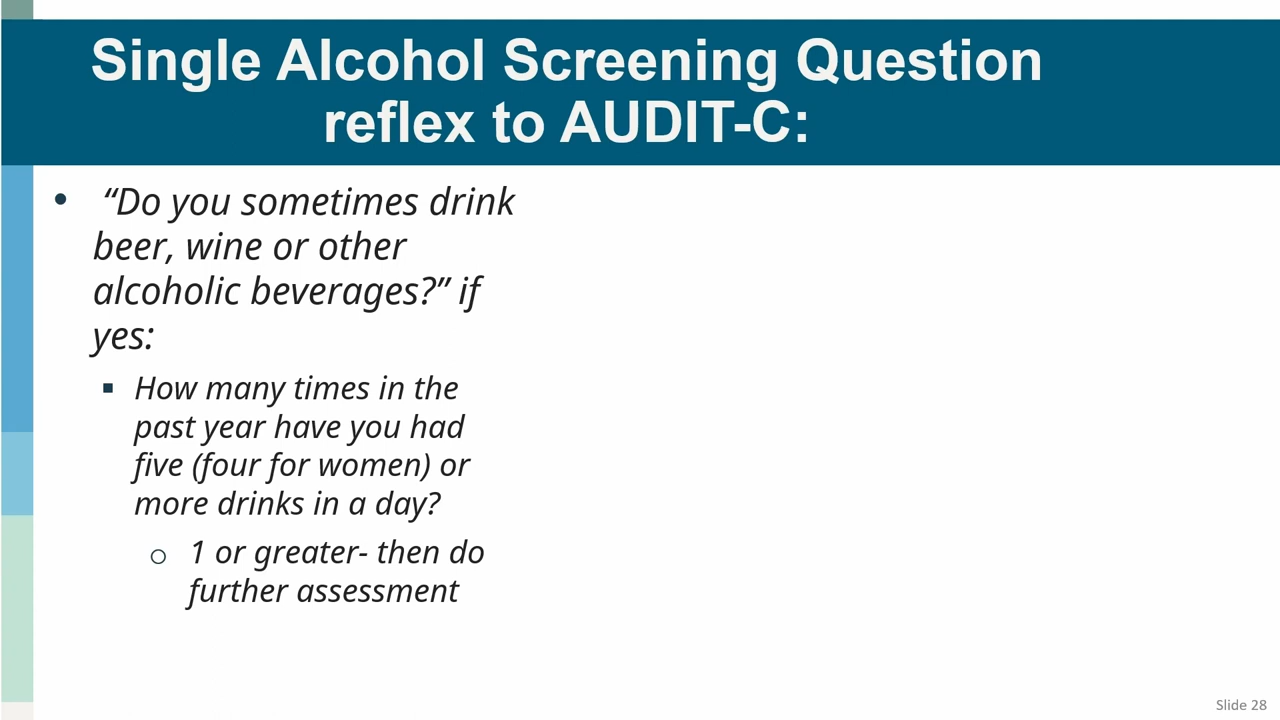 Single Alcohol Screening Question
reflex to AUDIT-C:
• “Do you sometimes drink
beer, wine or other
alcoholic beverages?” if
yes:
▪ How many times in the
past year have you had
five (four for women) or
more drinks in a day?
○ 1 or greater- then do
further assessment
Slide 28